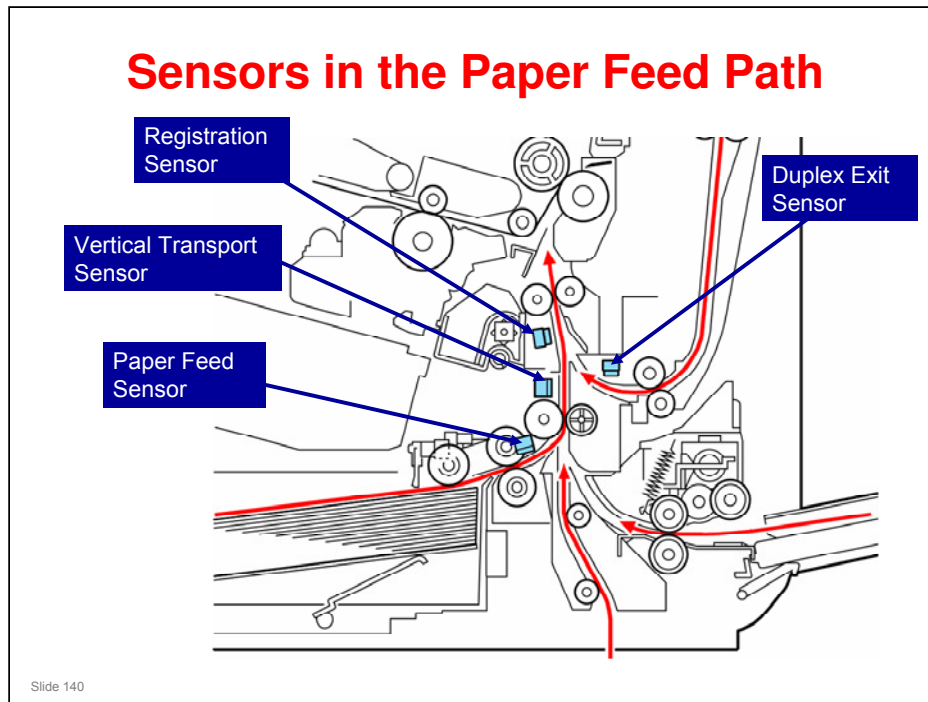 Sensors in the Paper Feed Path
Registration
Sensor
Duplex Exit
Sensor
Vertical Transport
Sensor
Paper Feed
Sensor
Slide 140